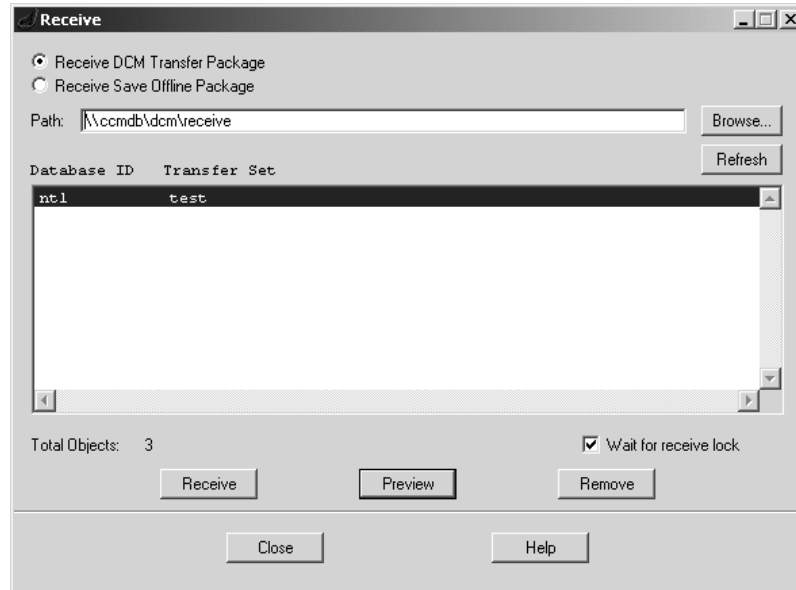 Receive
Receive DCM Transfer Package
Receive Save Offline Package
Path: \\ccmdb\dcm\receive Browse...
Refresh
Database ID Transfer Set
nt1 test
Total Objects: 3 Wait for receive lock
Receive Preview Remove
Close Help